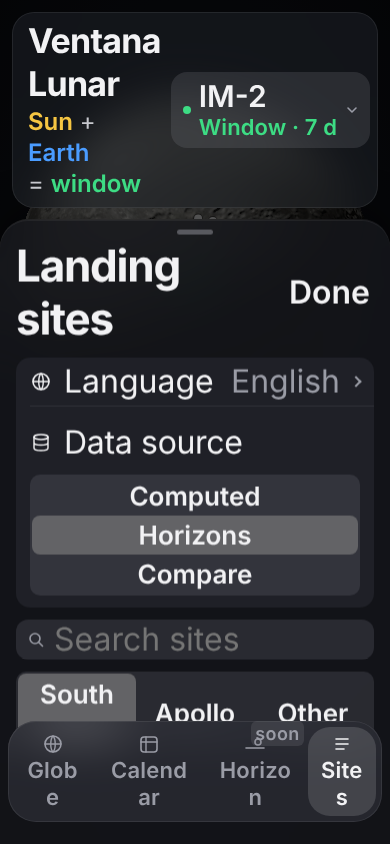 Ventana
Lunar
Sun +
Earth
= window
IM-2
Window · 7 d
Landing
sites
Done
Language English
Data source
Computed
Horizons
Compare
Search sites
South
Apollo
Other
soon
Glob
e
Calend
ar
Horizo
n
Site
s